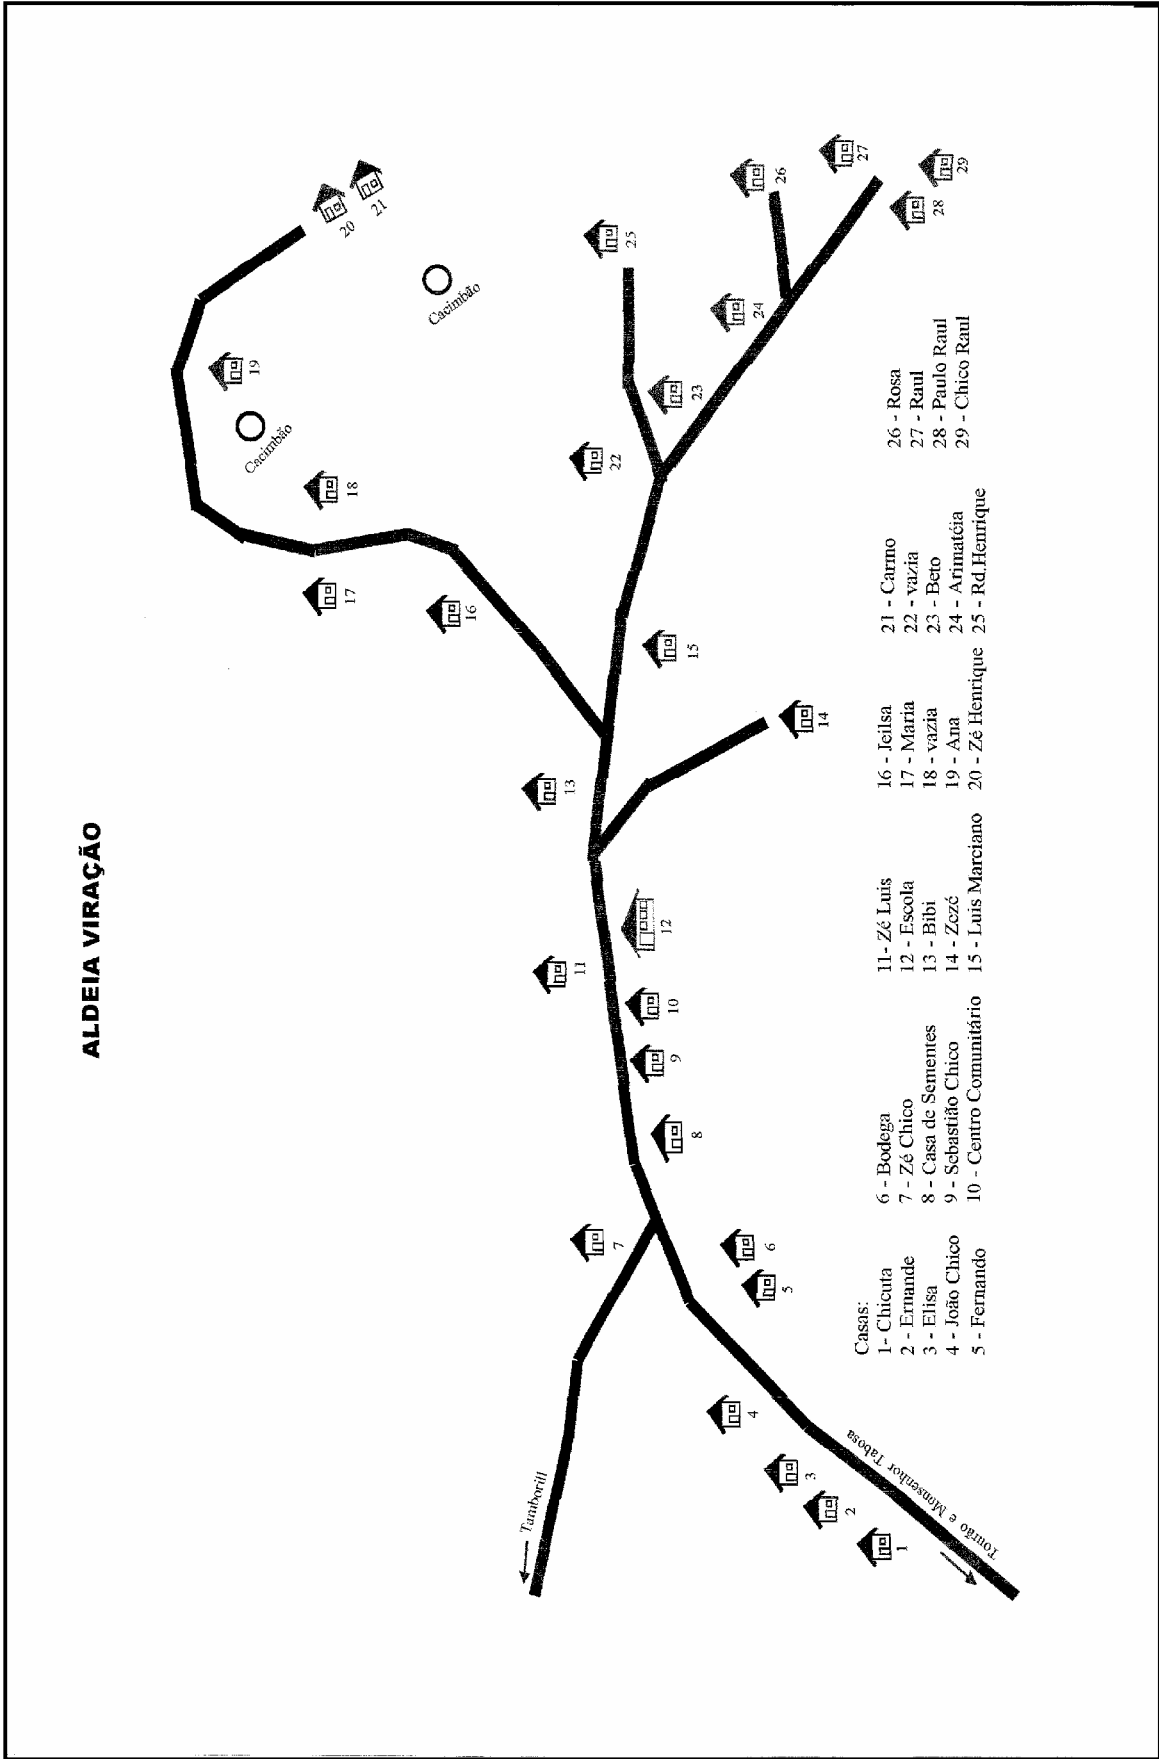 ALDEIA VIRAÇÃO
Tamboríll
Tourão e Monsenhor Tabosa
Cacimbão
Cacimbão
1
2
3
4
5
6
7
8
9
10
11
12
13
14
15
16
17
18
19
20
21
22
23
24
25
26
27
28
29
Casas:
1- Chicuta
2 - Ernande
3 - Elisa
4 - João Chico
5 - Fernando
6 - Bodega
7 - Zé Chico
8 - Casa de Sementes
9 - Sebastião Chico
10 - Centro Comunitário
11- Zé Luis
12 - Escola
13 - Bibi
14 - Zezé
15 - Luis Marciano
16 - Jeilsa
17 - Maria
18 - vazia
19 - Ana
20 - Zé Henrique
21 - Carmo
22 - vazia
23 - Beto
24 - Arimatéia
25 - Rd.Henrique
26 - Rosa
27 - Raul
28 - Paulo Raul
29 - Chico Raul